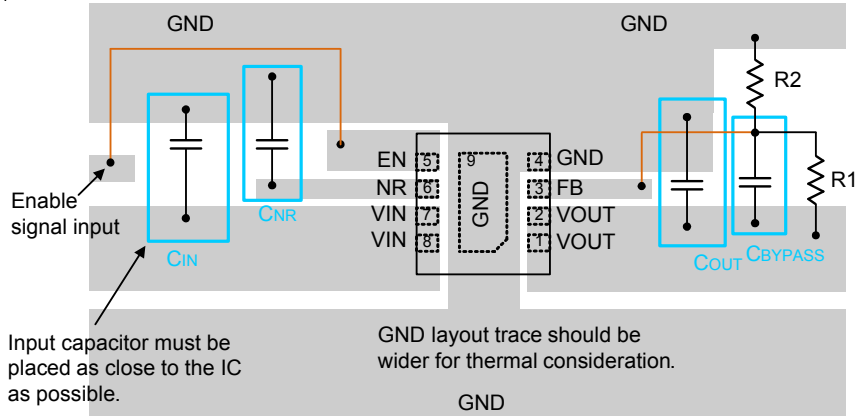 GND
GND
R2
EN 5 9 4 GND
NR 6 GND 3 FB
R1
VIN 7 2 VOUT
VIN 8 1 VOUT
Enable
signal input
CNR
CIN
COUT
CBYPASS
Input capacitor must be
placed as close to the IC
as possible.
GND layout trace should be
wider for thermal consideration.
GND